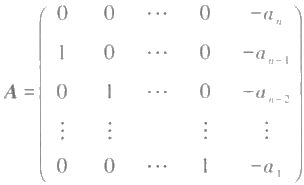 A = ( 0 0 ⋯ 0 -a_n
1 0 ⋯ 0 -a_{n-1}
0 1 ⋯ 0 -a_{n-2}
⋮ ⋮ ⋮ ⋮
0 0 ⋯ 1 -a_1 )